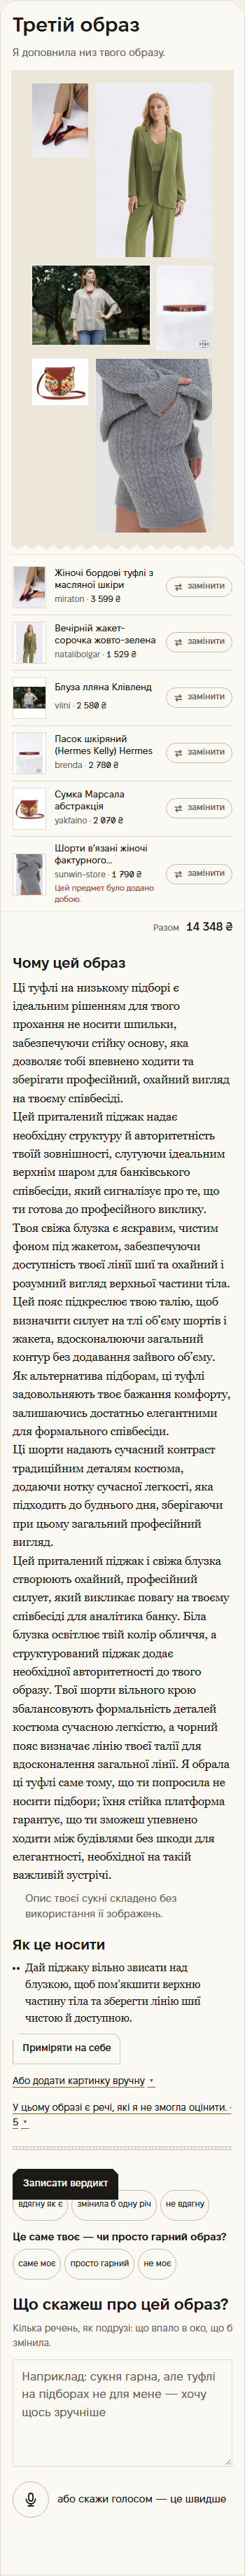 Третій образ
Я доповнила низ твого образу.
Жіночі бордові туфлі з
масляної шкіри
miraton · 3 599 ₴
замінити
Вечірній жакет-
сорочка жовто-зелена
natalibolgar · 1 529 ₴
замінити
Блуза лляна Клівленд
vilni · 2 580 ₴
замінити
Пасок шкіряний
(Hermes Kelly) Hermes
brenda · 2 780 ₴
замінити
Сумка Марсала
абстракція
yakfaino · 2 070 ₴
замінити
Шорти в'язані жіночі
фактурного...
sunwin-store · 1 790 ₴
Цей предмет було додано
добою.
замінити
Разом 14 348 ₴
Чому цей образ
Ці туфлі на низькому підборі є
ідеальним рішенням для твого
прохання не носити шпильки,
забезпечуючи стійку основу, яка
дозволяє тобі впевнено ходити та
зберігати професійний, охайний вигляд
на твоєму співбесіді.
Цей приталений піджак надає
необхідну структуру й авторитетність
твоїй зовнішності, слугуючи ідеальним
верхнім шаром для банківського
співбесіди, який сигналізує про те, що
ти готова до професійного виклику.
Твоя свіжа блузка є яскравим, чистим
фоном під жакетом, забезпечуючи
доступність твоєї лінії шиї та охайний і
розумний вигляд верхньої частини тіла.
Цей пояс підкреслює твою талію, щоб
визначити силует на тлі об'єму шортів і
жакета, вдосконалюючи загальний
контур без додавання зайвого об'єму.
Як альтернатива підборам, ці туфлі
задовольняють твоє бажання комфорту,
залишаючись достатньо елегантними
для формального співбесіди.
Ці шорти надають сучасний контраст
традиційним деталям костюма,
додаючи нотку сучасної легкості, яка
підходить до буднього дня, зберігаючи
при цьому загальний професійний
вигляд.
Цей приталений піджак і свіжа блузка
створюють охайний, професійний
силует, який викликає повагу на твоєму
співбесіді для аналітика банку. Біла
блузка освітлює твій колір обличчя, а
структурований піджак додає
необхідної авторитетності до твого
образу. Твої шорти вільного крою
збалансовують формальність деталей
костюма сучасною легкістю, а чорний
пояс визначає лінію твоєї талії для
вдосконалення загальної лінії. Я обрала
ці туфлі саме тому, що ти попросила не
носити підбори; їхня стійка платформа
гарантує, що ти зможеш упевнено
ходити між будівлями без шкоди для
елегантності, необхідної на такій
важливій зустрічі.
Опис твоєї сукні складено без
використання її зображень.
Як це носити
Дай піджаку вільно звисати над
блузкою, щоб пом'якшити верхню
частину тіла та зберегти лінію шиї
чистою й доступною.
Приміряти на себе
Або додати картинку вручну
У цьому образі є речі, які я не змогла оцінити. ·
5
Записати вердикт
вдягну як є
змінила б одну річ
не вдягну
Це саме твоє — чи просто гарний образ?
саме моє
просто гарний
не моє
Що скажеш про цей образ?
Кілька речень, як подрузі: що впало в око, що б
змінила.
Наприклад: сукня гарна, але туфлі
на підборах не для мене — хочу
щось зручніше
або скажи голосом — це швидше